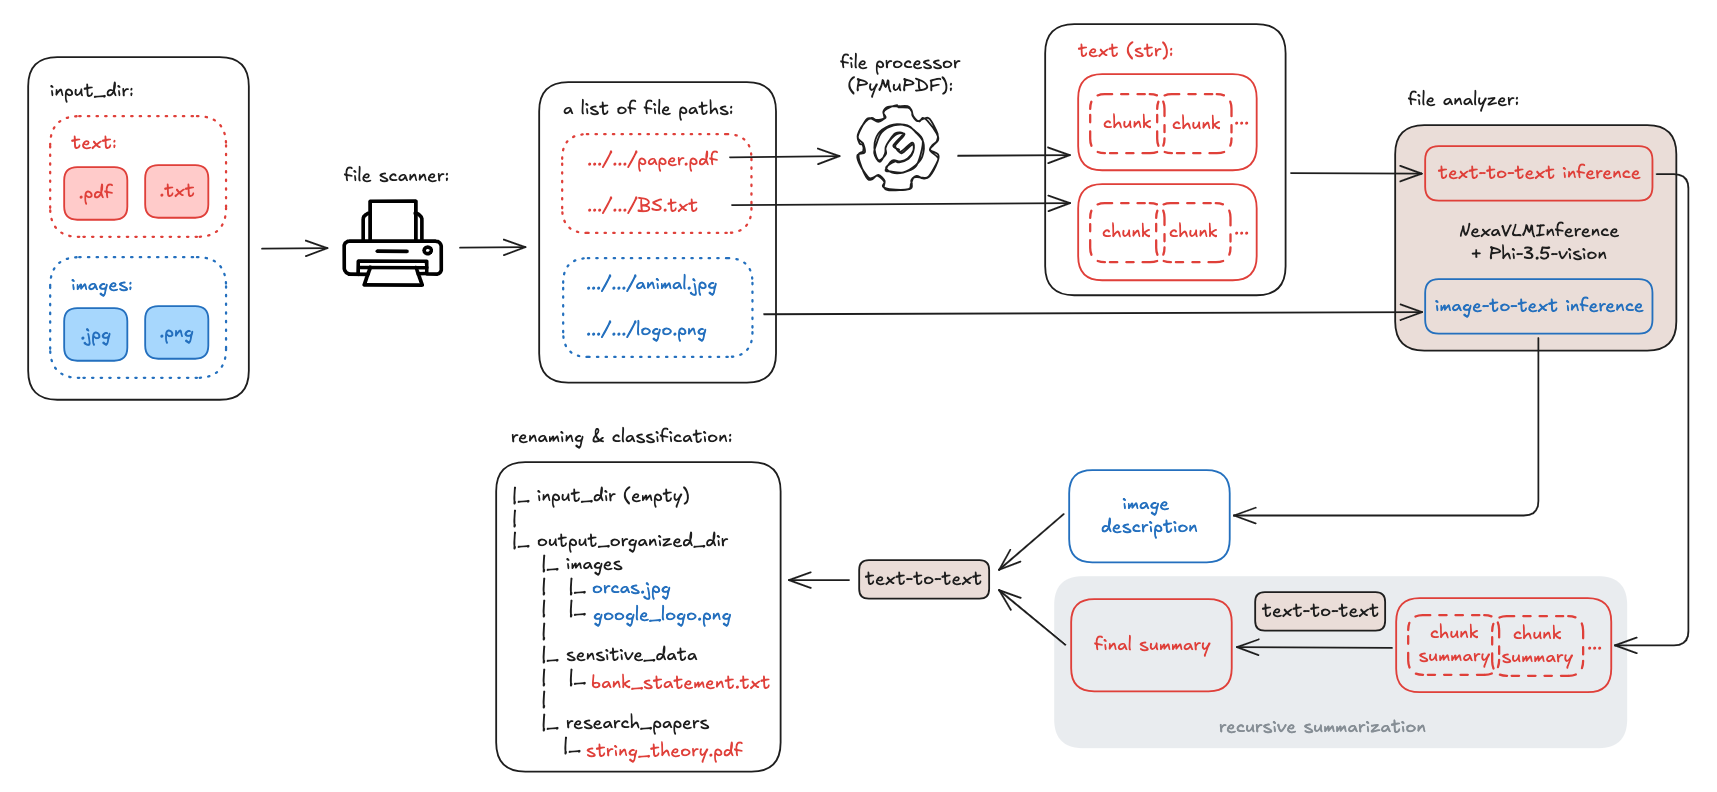 input_dir:
text:
.pdf
.txt
images:
.jpg
.png
file scanner:
a list of file paths:
.../.../paper.pdf
.../.../BS.txt
.../.../animal.jpg
.../.../logo.png
file processor
(PyMuPDF):
text (str):
chunk
chunk
...
chunk
chunk
...
file analyzer:
text-to-text inference
NexaVLMInference
+ Phi-3.5-vision
image-to-text inference
image
description
chunk
summary
chunk
summary
...
text-to-text
final summary
recursive summarization
text-to-text
renaming & classification:
|_ input_dir (empty)
|
|_ output_organized_dir
|_ images
| |_ orcas.jpg
| |_ google_logo.png
|
|_ sensitive_data
| |_ bank_statement.txt
|
|_ research_papers
|_ string_theory.pdf